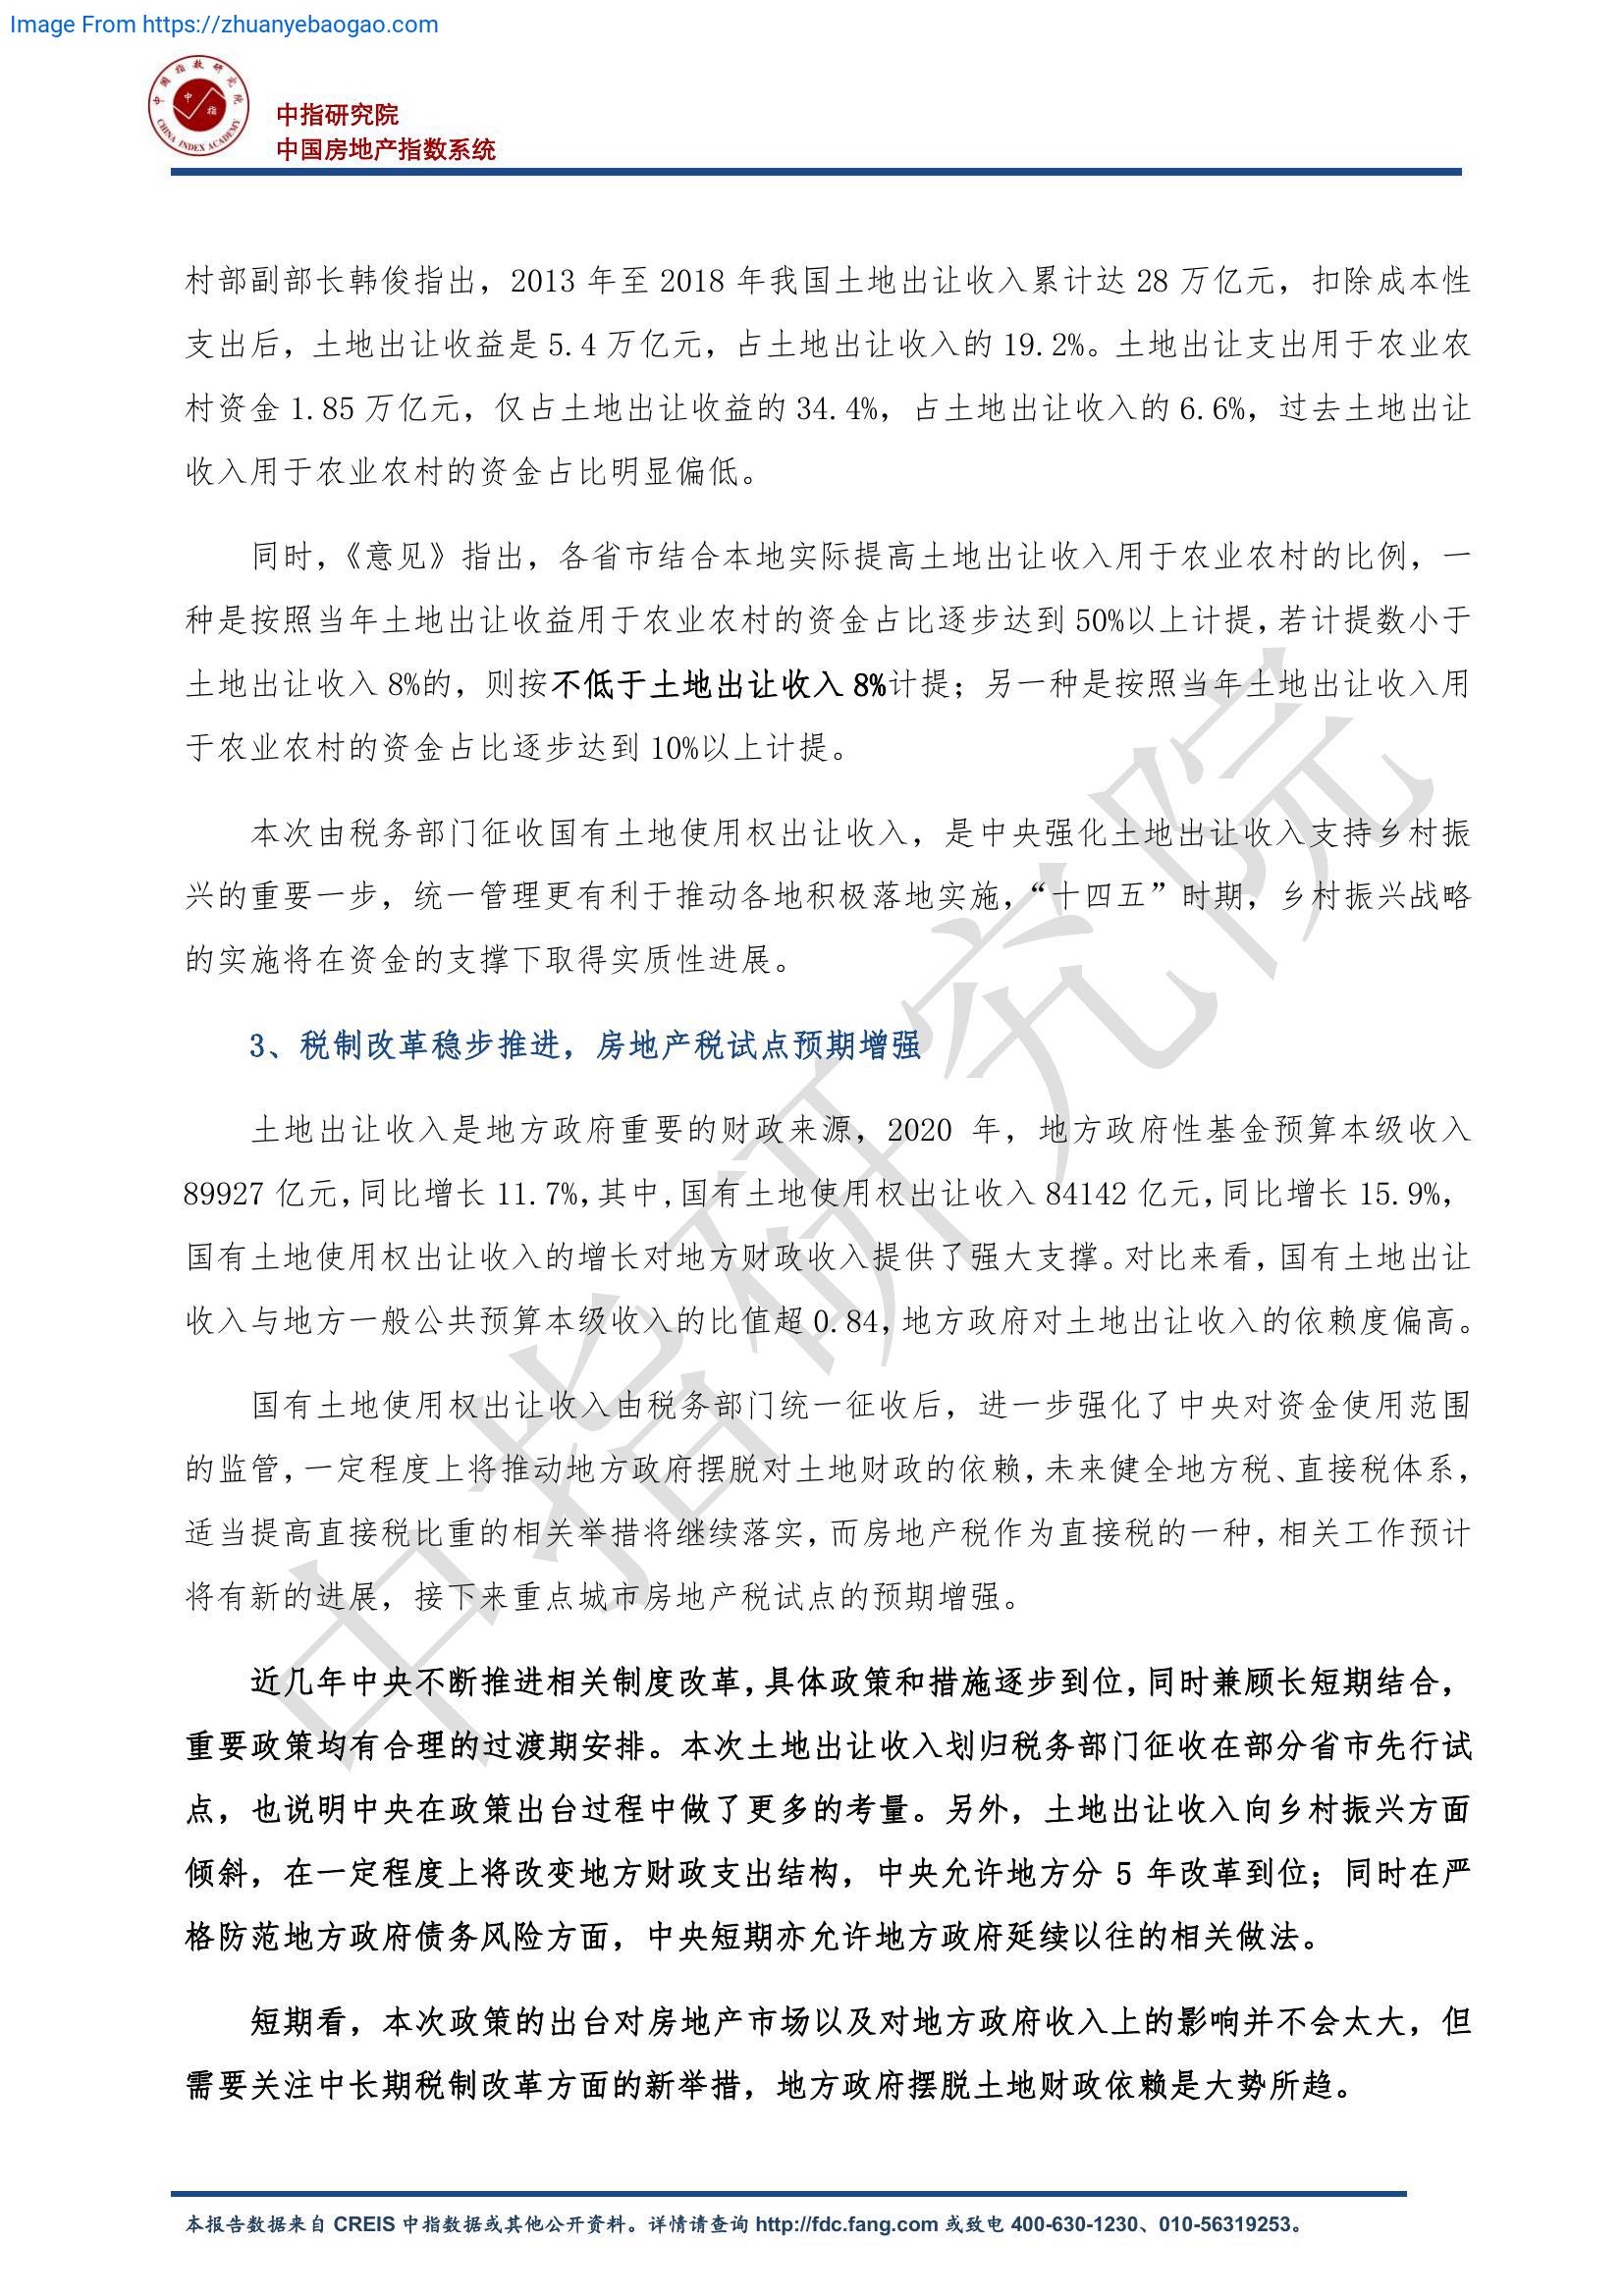 Image From https://zhuanyebaogao.com
中国指数研究院
中指
CHINA INDEX ACADEMY
中指研究院
中国房地产指数系统
村部副部长韩俊指出，2013 年至 2018 年我国土地出让收入累计达 28 万亿元，扣除成本性
支出后，土地出让收益是 5.4 万亿元，占土地出让收入的 19.2%。土地出让支出用于农业农
村资金 1.85 万亿元，仅占土地出让收益的 34.4%，占土地出让收入的 6.6%，过去土地出让
收入用于农业农村的资金占比明显偏低。
同时，《意见》指出，各省市结合本地实际提高土地出让收入用于农业农村的比例，一
种是按照当年土地出让收益用于农业农村的资金占比逐步达到 50%以上计提，若计提数小于
土地出让收入 8%的，则按不低于土地出让收入 8%计提；另一种是按照当年土地出让收入用
于农业农村的资金占比逐步达到 10%以上计提。
本次由税务部门征收国有土地使用权出让收入，是中央强化土地出让收入支持乡村振
兴的重要一步，统一管理更有利于推动各地积极落地实施，“十四五”时期，乡村振兴战略
的实施将在资金的支撑下取得实质性进展。
3、税制改革稳步推进，房地产税试点预期增强
土地出让收入是地方政府重要的财政来源，2020 年，地方政府性基金预算本级收入
89927 亿元，同比增长 11.7%，其中，国有土地使用权出让收入 84142 亿元，同比增长 15.9%，
国有土地使用权出让收入的增长对地方财政收入提供了强大支撑。对比来看，国有土地出让
收入与地方一般公共预算本级收入的比值超 0.84，地方政府对土地出让收入的依赖度偏高。
国有土地使用权出让收入由税务部门统一征收后，进一步强化了中央对资金使用范围
的监管，一定程度上将推动地方政府摆脱对土地财政的依赖，未来健全地方税、直接税体系，
适当提高直接税比重的相关举措将继续落实，而房地产税作为直接税的一种，相关工作预计
将有新的进展，接下来重点城市房地产税试点的预期增强。
近几年中央不断推进相关制度改革，具体政策和措施逐步到位，同时兼顾长短期结合，
重要政策均有合理的过渡期安排。本次土地出让收入划归税务部门征收在部分省市先行试
点，也说明中央在政策出台过程中做了更多的考量。另外，土地出让收入向乡村振兴方面
倾斜，在一定程度上将改变地方财政支出结构，中央允许地方分 5 年改革到位；同时在严
格防范地方政府债务风险方面，中央短期亦允许地方政府延续以往的相关做法。
短期看，本次政策的出台对房地产市场以及对地方政府收入上的影响并不会太大，但
需要关注中长期税制改革方面的新举措，地方政府摆脱土地财政依赖是大势所趋。
中指研究院
本报告数据来自 CREIS 中指数据或其他公开资料。详情请查询 http://fdc.fang.com 或致电 400-630-1230、010-56319253。